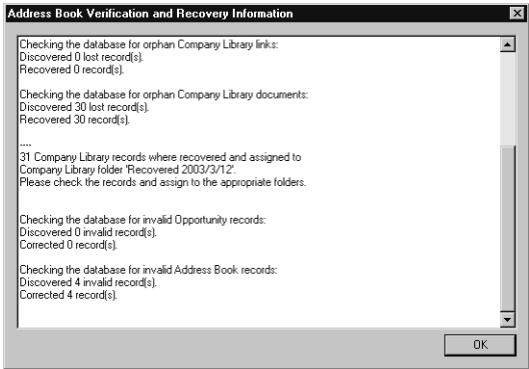 Address Book Verification and Recovery Information
Checking the database for orphan Company Library links:
Discovered 0 lost record(s).
Recovered 0 record(s).
Checking the database for orphan Company Library documents:
Discovered 30 lost record(s).
Recovered 30 record(s).
----
31 Company Library records where recovered and assigned to
Company Library folder 'Recovered 2003/3/12'.
Please check the records and assign to the appropriate folders.
Checking the database for invalid Opportunity records:
Discovered 0 invalid record(s).
Corrected 0 record(s).
Checking the database for invalid Address Book records:
Discovered 4 invalid record(s).
Corrected 4 record(s).
OK